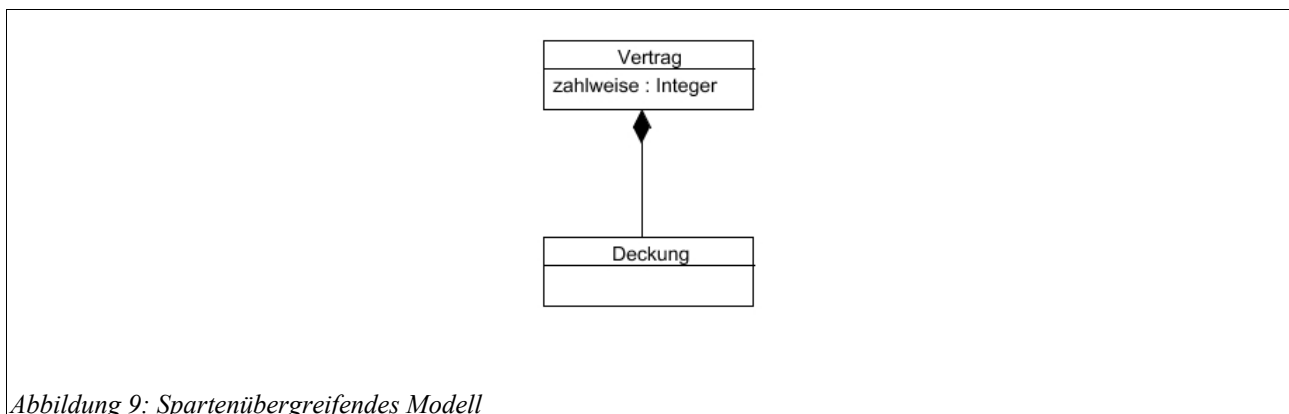 Vertrag
zahlweise : Integer
Deckung
Abbildung 9: Spartenübergreifendes Modell